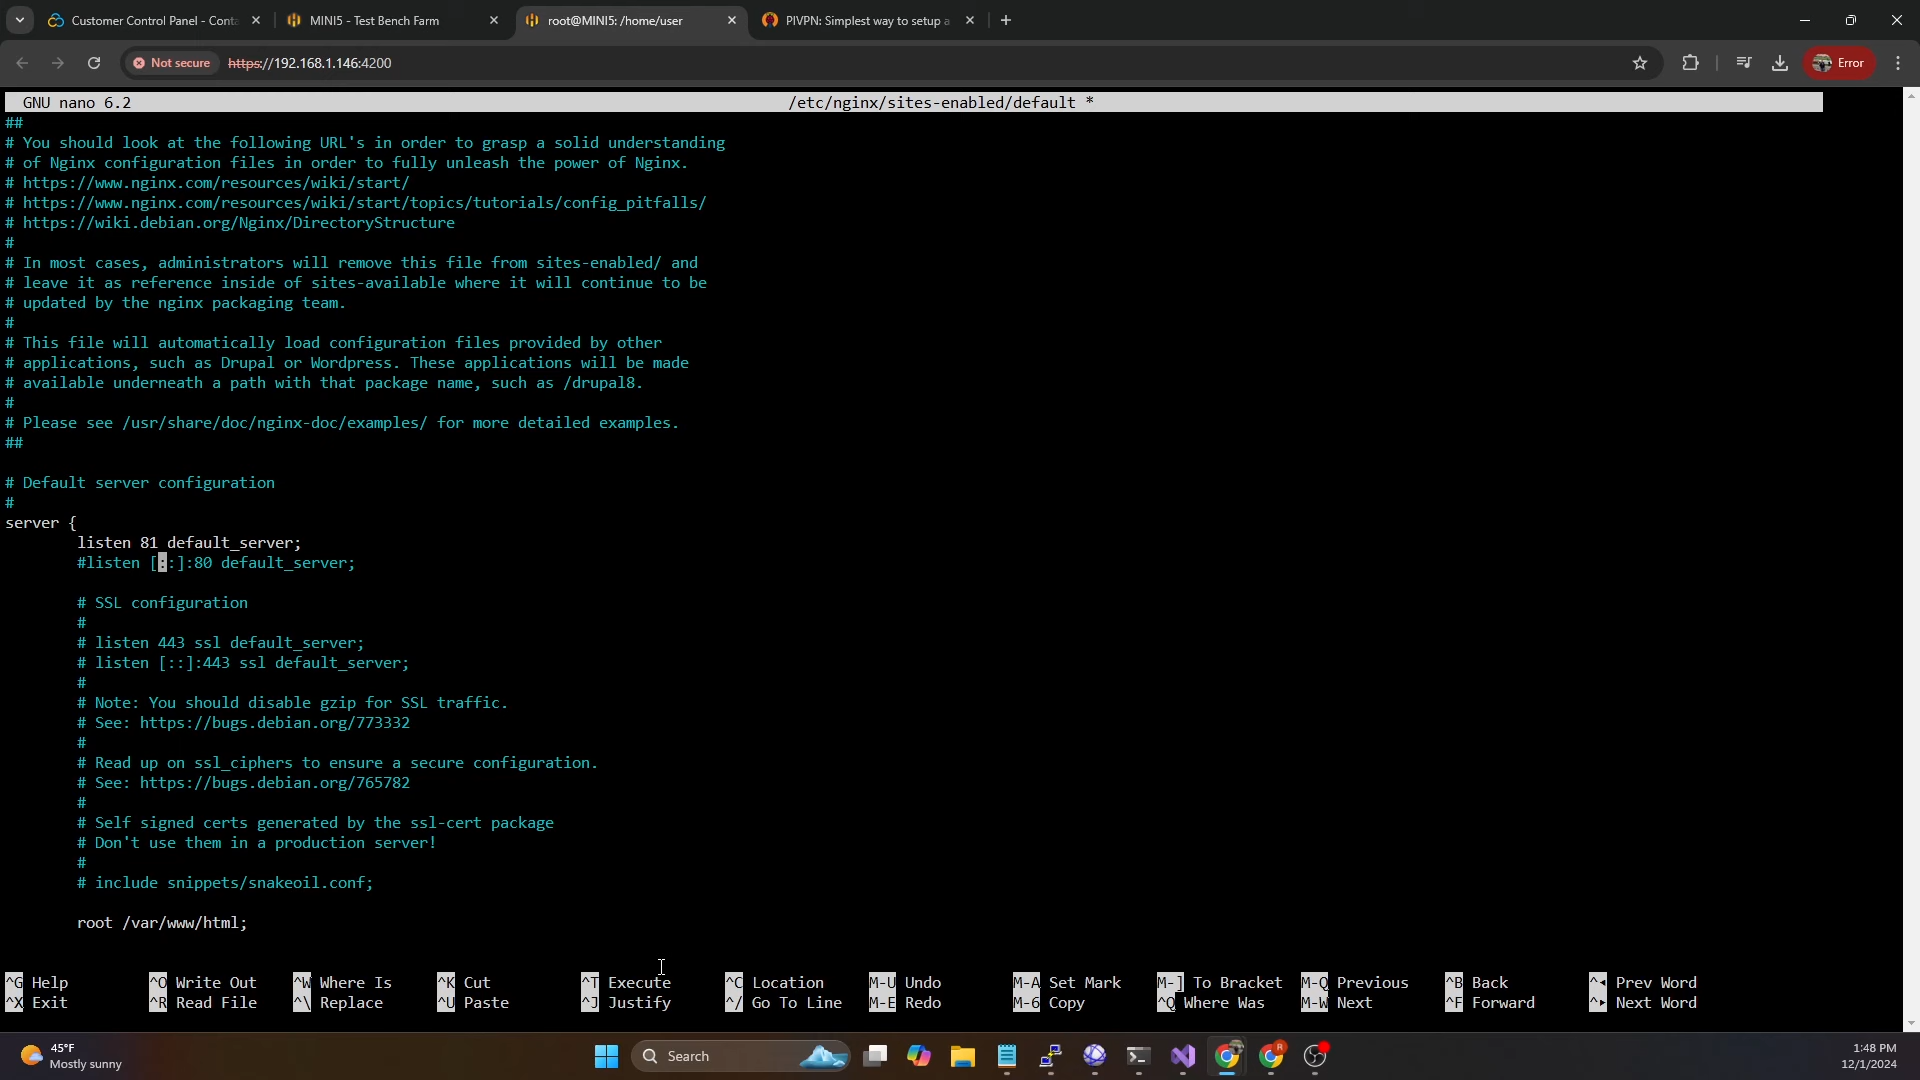 Customer Control Panel - Conta
MINI5 - Test Bench Farm
root@MINI5: /home/user
PIVPN: Simplest way to setup a
Not secure
https://192.168.1.146:4200
Error
GNU nano 6.2
/etc/nginx/sites-enabled/default *
##
# You should look at the following URL's in order to grasp a solid understanding
# of Nginx configuration files in order to fully unleash the power of Nginx.
# https://www.nginx.com/resources/wiki/start/
# https://www.nginx.com/resources/wiki/start/topics/tutorials/config_pitfalls/
# https://wiki.debian.org/Nginx/DirectoryStructure
#
# In most cases, administrators will remove this file from sites-enabled/ and
# leave it as reference inside of sites-available where it will continue to be
# updated by the nginx packaging team.
#
# This file will automatically load configuration files provided by other
# applications, such as Drupal or Wordpress. These applications will be made
# available underneath a path with that package name, such as /drupal8.
#
# Please see /usr/share/doc/nginx-doc/examples/ for more detailed examples.
##
# Default server configuration
#
server {
listen 81 default_server;
#listen [::]:80 default_server;
# SSL configuration
#
# listen 443 ssl default_server;
# listen [::]:443 ssl default_server;
#
# Note: You should disable gzip for SSL traffic.
# See: https://bugs.debian.org/773332
#
# Read up on ssl_ciphers to ensure a secure configuration.
# See: https://bugs.debian.org/765782
#
# Self signed certs generated by the ssl-cert package
# Don't use them in a production server!
#
# include snippets/snakeoil.conf;
root /var/www/html;
^G Help ^O Write Out ^W Where Is ^K Cut ^T Execute ^C Location M-U Undo M-A Set Mark M-] To Bracket M-Q Previous ^B Back ^◂ Prev Word
^X Exit ^R Read File ^\ Replace ^U Paste ^J Justify ^/ Go To Line M-E Redo M-6 Copy ^Q Where Was M-W Next ^F Forward ^▸ Next Word
45°F
Mostly sunny
Search
R
1:48 PM
12/1/2024